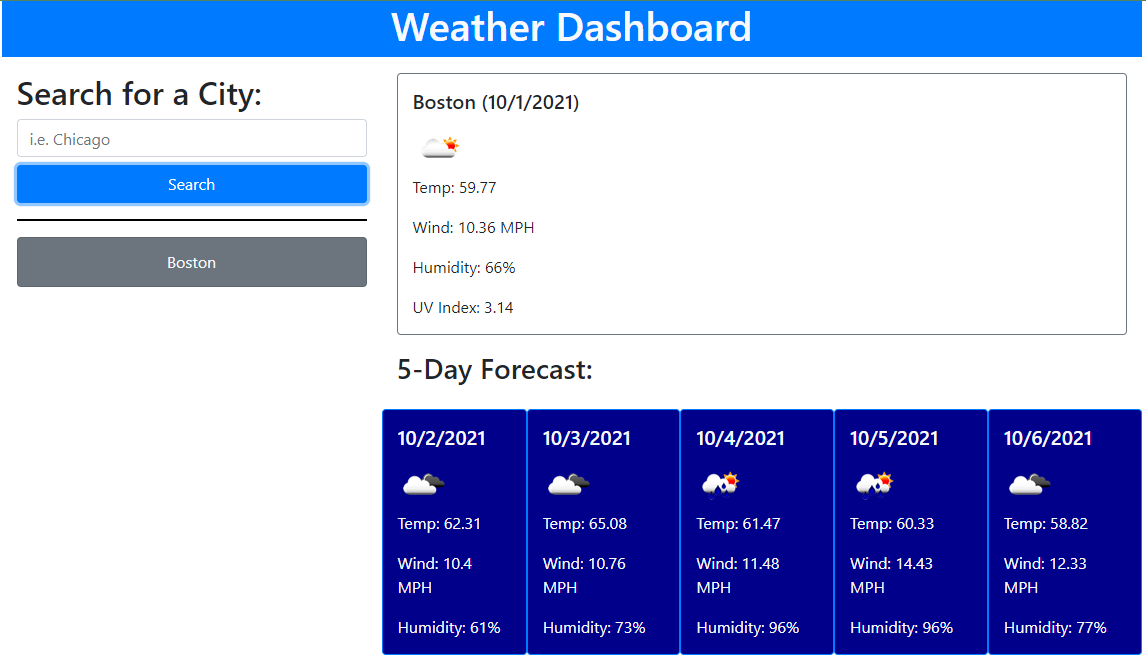 Weather Dashboard
Search for a City:
i.e. Chicago
Search
Boston
Boston (10/1/2021)
Temp: 59.77
Wind: 10.36 MPH
Humidity: 66%
UV Index: 3.14
5-Day Forecast:
10/2/2021
Temp: 62.31
Wind: 10.4
MPH
Humidity: 61%
10/3/2021
Temp: 65.08
Wind: 10.76
MPH
Humidity: 73%
10/4/2021
Temp: 61.47
Wind: 11.48
MPH
Humidity: 96%
10/5/2021
Temp: 60.33
Wind: 14.43
MPH
Humidity: 96%
10/6/2021
Temp: 58.82
Wind: 12.33
MPH
Humidity: 77%